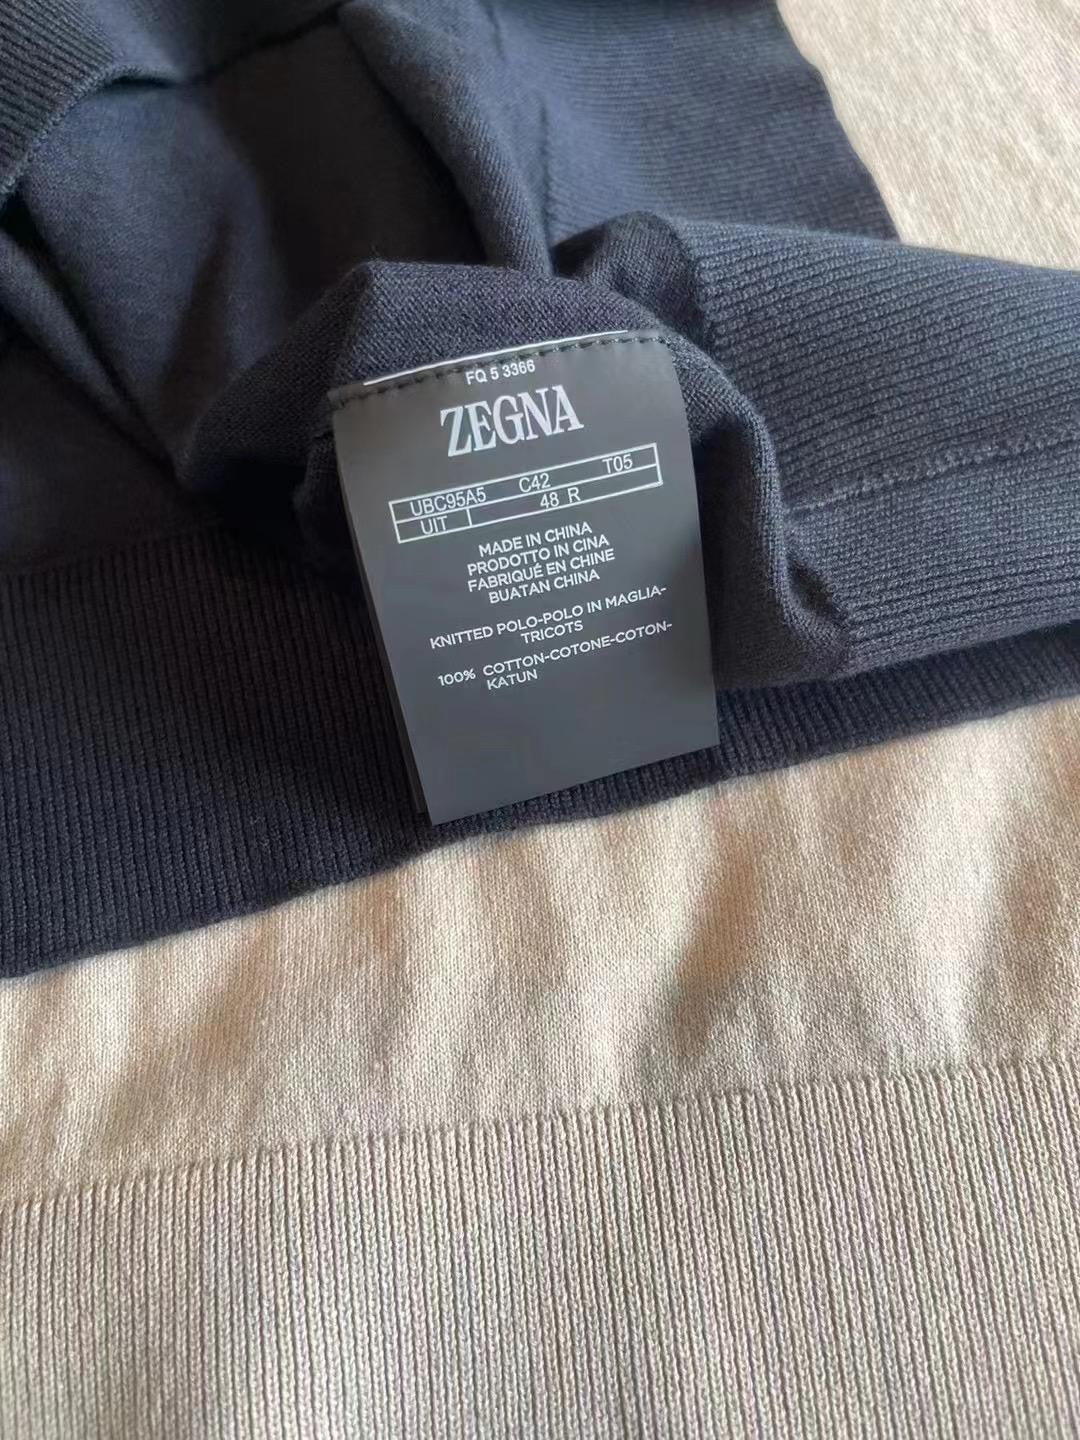 FQ 5 3366
ZEGNA
UBC95A5 C42 T05
UIT 48 R
MADE IN CHINA
PRODOTTO IN CINA
FABRIQUÉ EN CHINE
BUATAN CHINA
KNITTED POLO-POLO IN MAGLIA-
TRICOTS
100% COTTON-COTONE-COTON-
KATUN